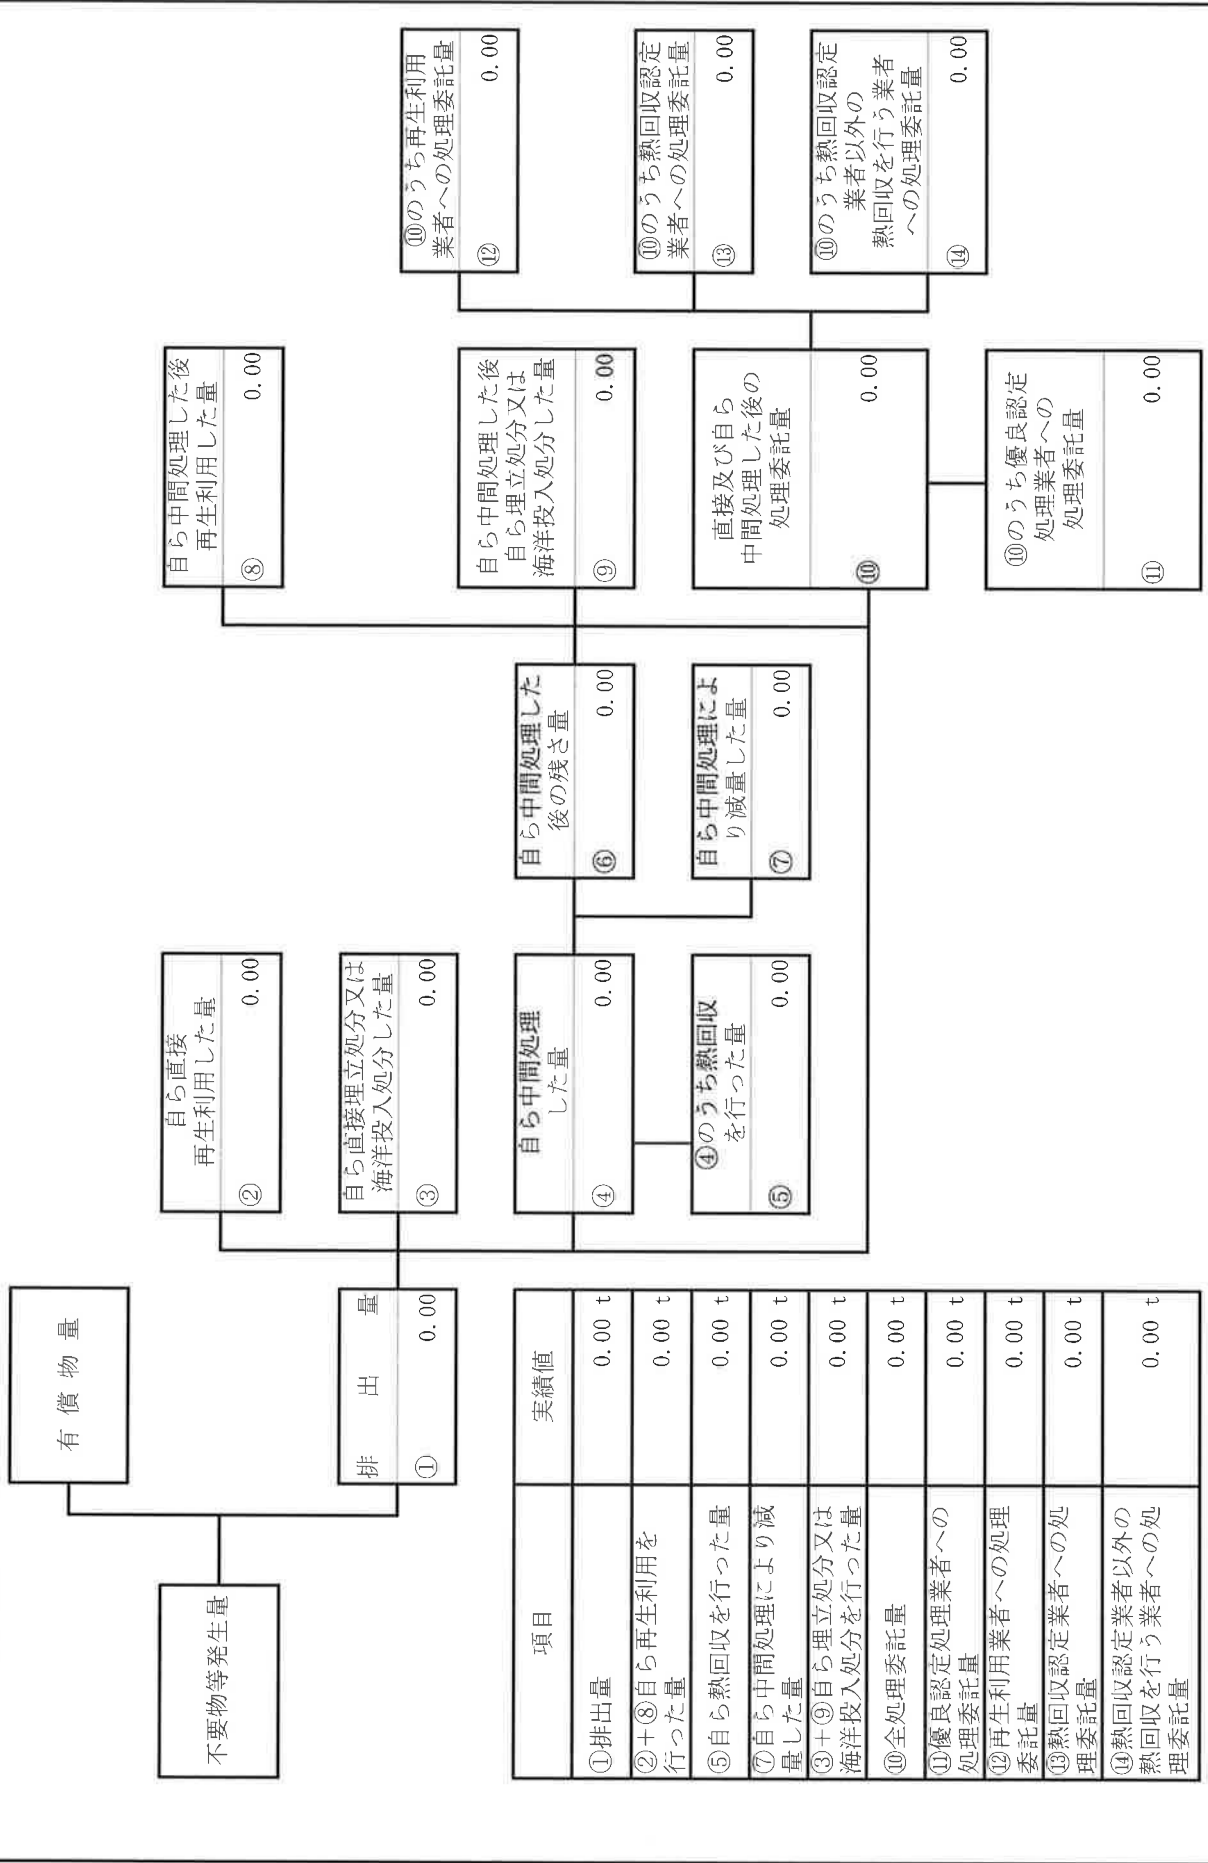 有 償 物 量
不要物等発生量
排 出 量
① 0.00
自ら直接
再生利用した量
② 0.00
自ら直接埋立処分又は
海洋投入処分した量
③ 0.00
自ら中間処理
した量
④ 0.00
④のうち熱回収
を行った量
⑤ 0.00
自ら中間処理した
後の残さ量
⑥ 0.00
自ら中間処理によ
り減量した量
⑦ 0.00
自ら中間処理した後
再生利用した量
⑧ 0.00
自ら中間処理した後
自ら埋立処分又は
海洋投入処分した量
⑨ 0.00
直接及び自ら
中間処理した後の
処理委託量
⑩ 0.00
⑩のうち優良認定
処理業者への
処理委託量
⑪ 0.00
⑩のうち再生利用
業者への処理委託量
⑫ 0.00
⑩のうち熱回収認定
業者への処理委託量
⑬ 0.00
⑩のうち熱回収認定
業者以外の
熱回収を行う業者
への処理委託量
⑭ 0.00
項目 実績値
①排出量 0.00 t
②+⑧自ら再生利用を
行った量 0.00 t
⑤自ら熱回収を行った量 0.00 t
⑦自ら中間処理により減
量した量 0.00 t
③+⑨自ら埋立処分又は
海洋投入処分を行った量 0.00 t
⑩全処理委託量 0.00 t
⑪優良認定処理業者への
処理委託量 0.00 t
⑫再生利用業者への処理
委託量 0.00 t
⑬熱回収認定業者への処
理委託量 0.00 t
⑭熱回収認定業者以外の
熱回収を行う業者への処
理委託量 0.00 t